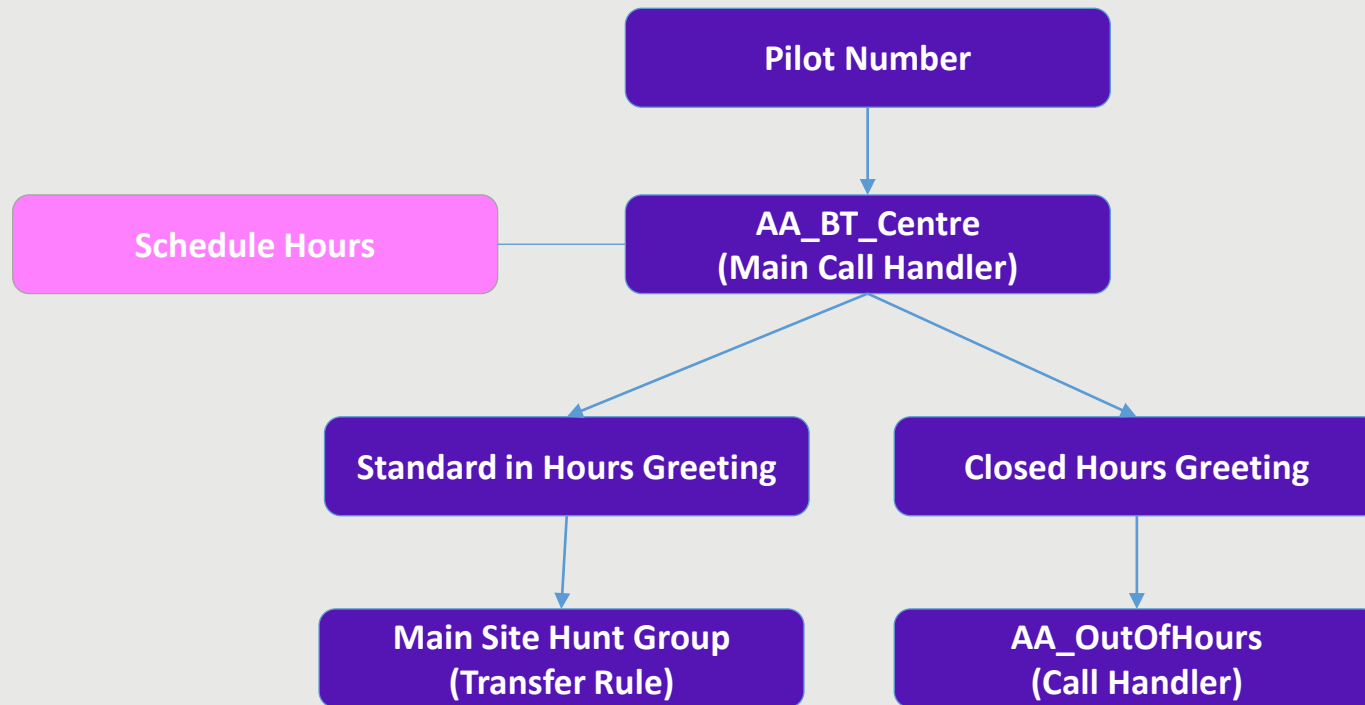 Pilot Number
Schedule Hours
AA_BT_Centre
(Main Call Handler)
Standard in Hours Greeting
Closed Hours Greeting
Main Site Hunt Group
(Transfer Rule)
AA_OutOfHours
(Call Handler)